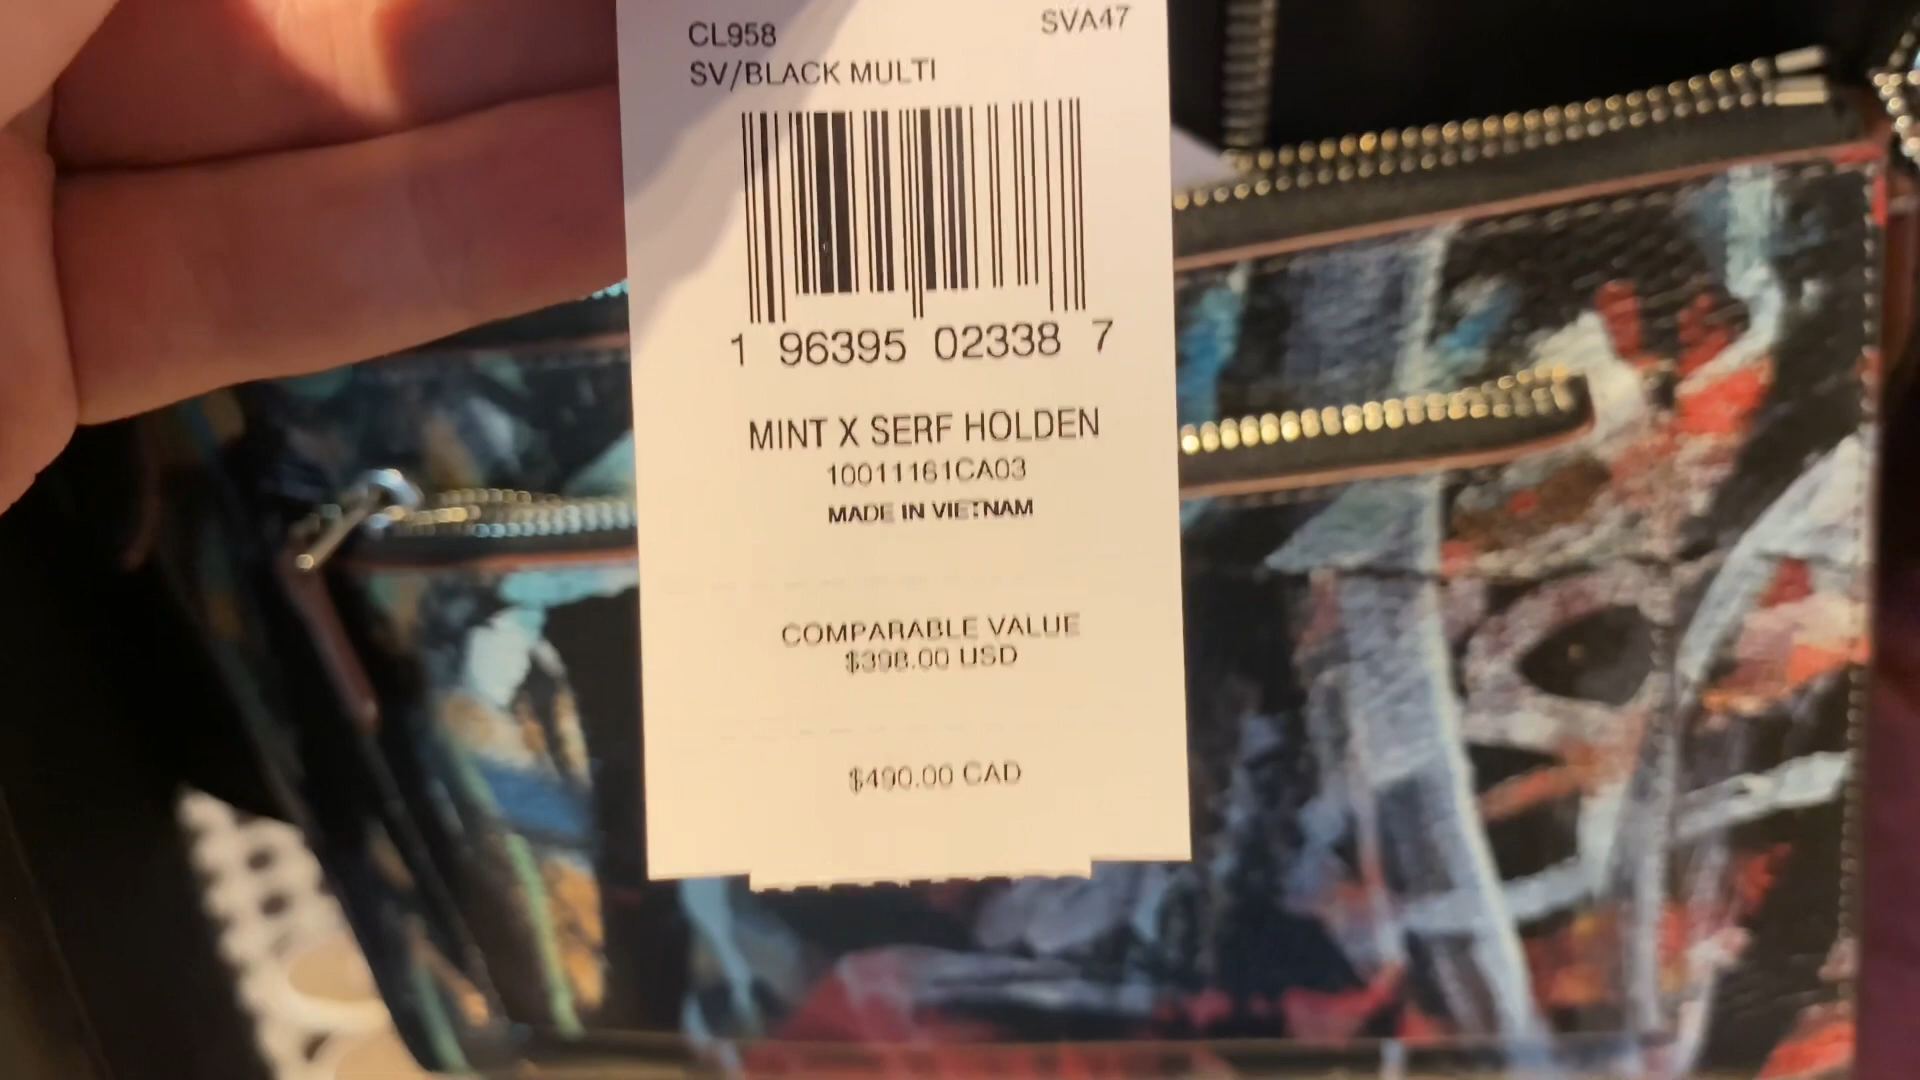 CL958 SVA47
SV/BLACK MULTI
1 96395 02338 7
MINT X SERF HOLDEN
10011161CA03
MADE IN VIETNAM
COMPARABLE VALUE
$398.00 USD
$490.00 CAD